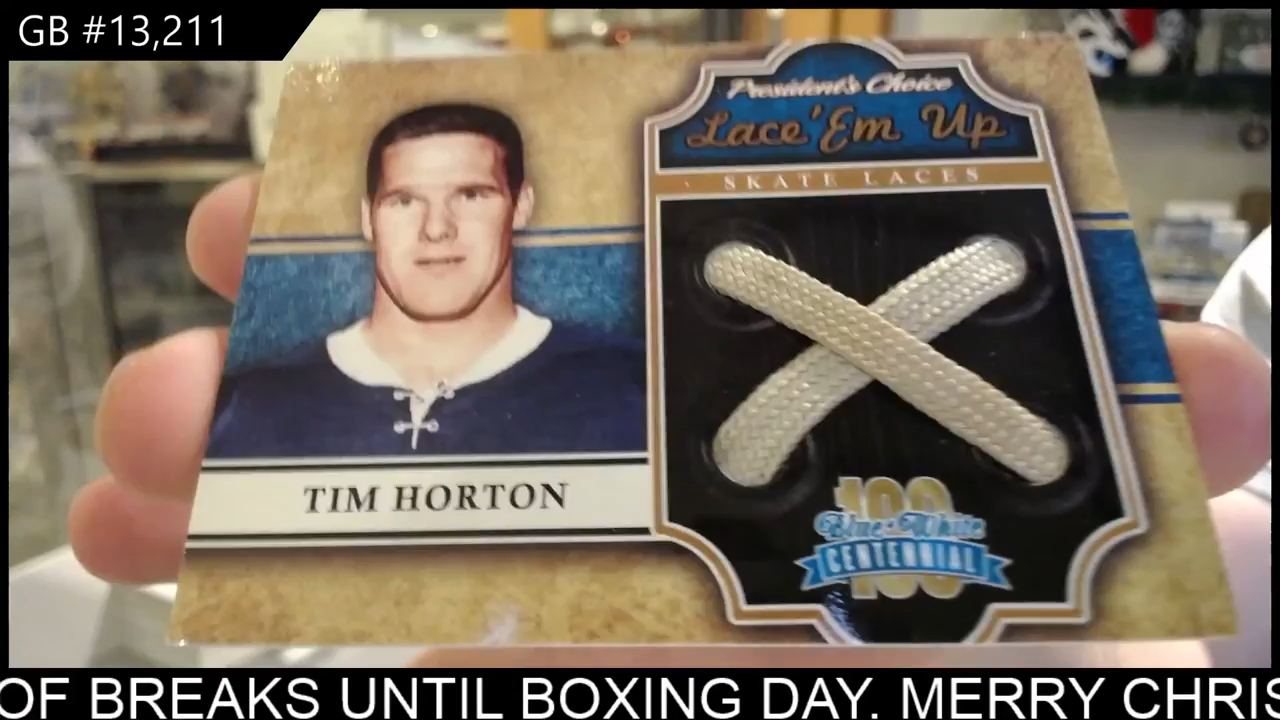 GB #13,211
President's Choice
Lace 'Em Up
SKATE LACES
TIM HORTON
100
Blue & White
CENTENNIAL
OF BREAKS UNTIL BOXING DAY. MERRY CHRIS